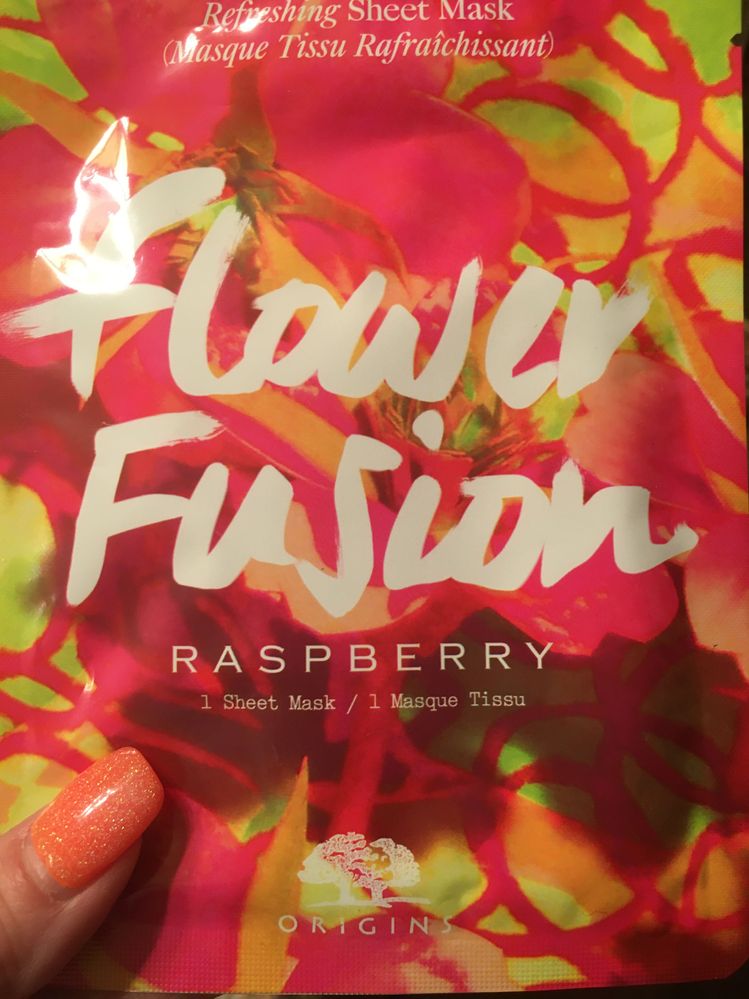 Refreshing Sheet Mask
(Masque Tissu Rafraîchissant)
Flower
Fusion
RASPBERRY
1 Sheet Mask / 1 Masque Tissu
ORIGINS